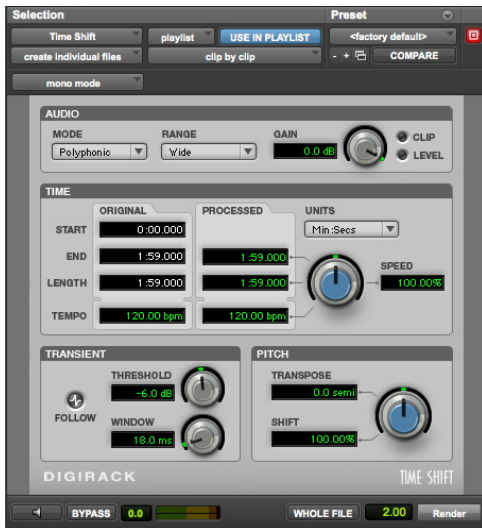 Selection Preset
Time Shift playlist USE IN PLAYLIST <factory default>
create individual files clip by clip - + COMPARE
mono mode
AUDIO
MODE RANGE GAIN
Polyphonic Wide 0.0 dB CLIP
LEVEL
TIME
ORIGINAL PROCESSED UNITS
START 0:00.000 Min:Secs
END 1:59.000 1:59.000 SPEED
LENGTH 1:59.000 1:59.000 100.00%
TEMPO 120.00 bpm 120.00 bpm
TRANSIENT PITCH
THRESHOLD TRANSPOSE
-6.0 dB 0.0 semi
FOLLOW WINDOW SHIFT
18.0 ms 100.00%
DIGIRACK TIME SHIFT
BYPASS 0.0 WHOLE FILE 2.00 Render